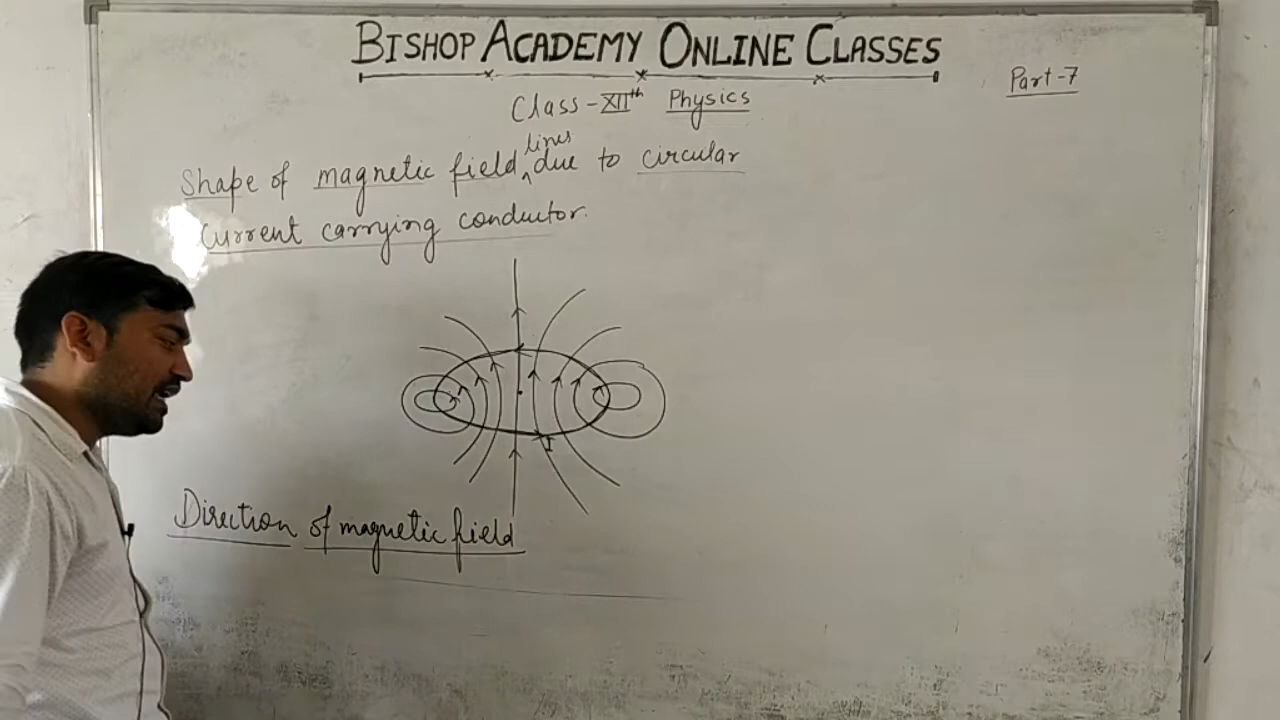 BISHOP ACADEMY ONLINE CLASSES
Part-7
Class-XIIth Physics
Shape of magnetic field lines due to circular
current carrying conductor.
I
Direction of magnetic field